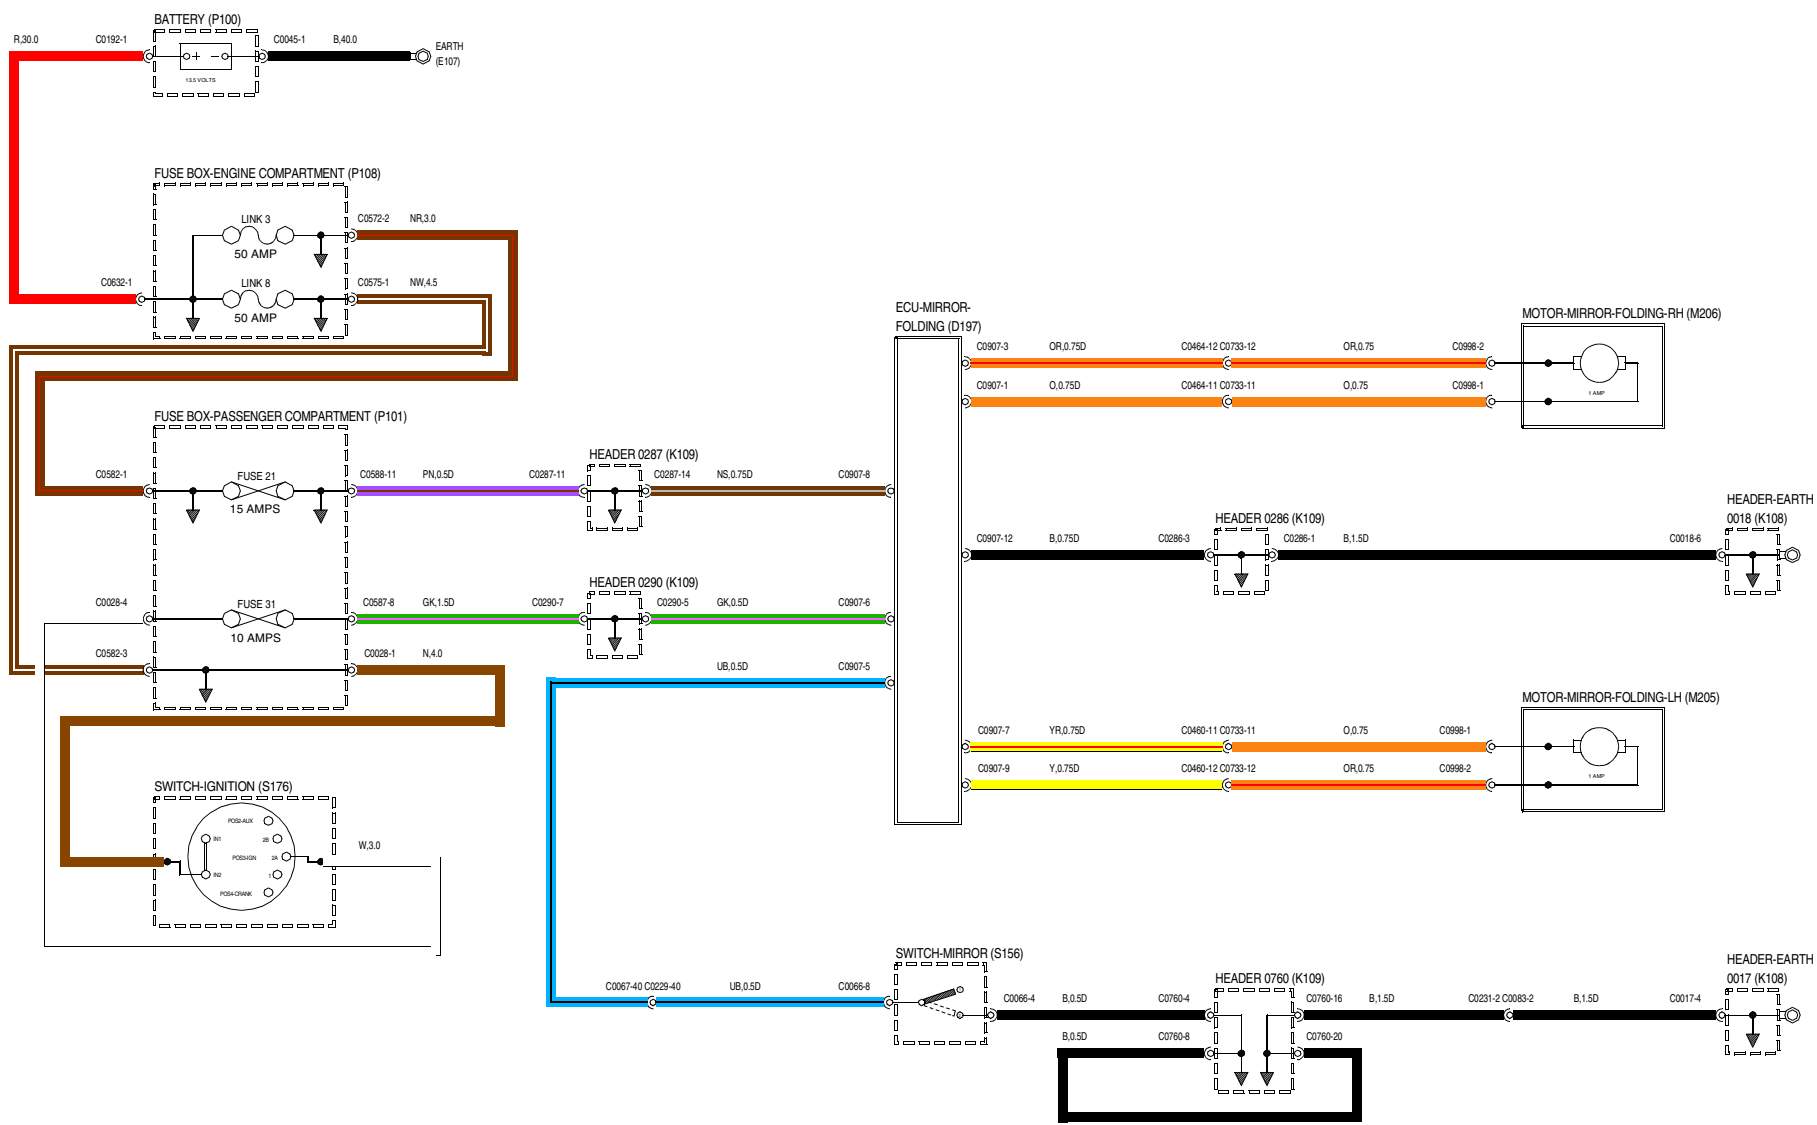 BATTERY (P100)
R,30.0 C0192-1 C0045-1 B,40.0 EARTH
(E107)
13.5 VOLTS
FUSE BOX-ENGINE COMPARTMENT (P108)
LINK 3 C0572-2 NR,3.0
50 AMP
C0632-1 LINK 8 C0575-1 NW,4.5
50 AMP
ECU-MIRROR-
FOLDING (D197)
MOTOR-MIRROR-FOLDING-RH (M206)
C0907-3 OR,0.75D C0464-12 C0733-12 OR,0.75 C0998-2
C0907-1 O,0.75D C0464-11 C0733-11 O,0.75 C0998-1
1 AMP
FUSE BOX-PASSENGER COMPARTMENT (P101)
HEADER 0287 (K109)
C0582-1 FUSE 21 C0588-11 PN,0.5D C0287-11 C0287-14 NS,0.75D C0907-8
15 AMPS
HEADER-EARTH
0018 (K108)
HEADER 0286 (K109)
C0907-12 B,0.75D C0286-3 C0286-1 B,1.5D C0018-6
HEADER 0290 (K109)
C0028-4 FUSE 31 C0587-8 GK,1.5D C0290-7 C0290-5 GK,0.5D C0907-6
10 AMPS
C0582-3 C0028-1 N,4.0
UB,0.5D C0907-5
MOTOR-MIRROR-FOLDING-LH (M205)
C0907-7 YR,0.75D C0460-11 C0733-11 O,0.75 C0998-1
C0907-9 Y,0.75D C0460-12 C0733-12 OR,0.75 C0998-2
1 AMP
SWITCH-IGNITION (S176)
POS2-AUX
IN1 2B
POS3-IGN 2A
W,3.0
IN2 1
POS4-CRANK
SWITCH-MIRROR (S156)
HEADER-EARTH
0017 (K108)
HEADER 0760 (K109)
C0067-40 C0229-40 UB,0.5D C0066-8
C0066-4 B,0.5D C0760-4 C0760-16 B,1.5D C0231-2 C0083-2 B,1.5D C0017-4
B,0.5D C0760-8 C0760-20